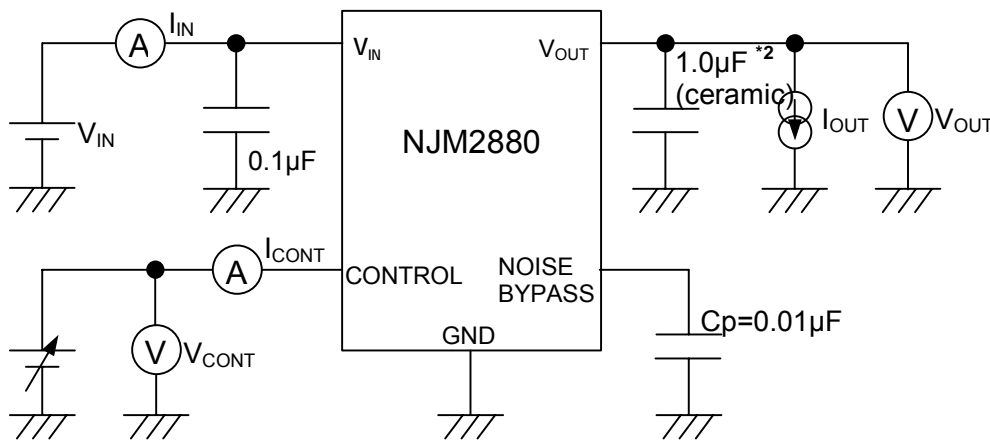 A
I_IN
V_IN
0.1µF
V_IN
NJM2880
V_OUT
1.0µF *2
(ceramic)
I_OUT
V
V_OUT
A
I_CONT
V
V_CONT
CONTROL
NOISE
BYPASS
GND
Cp=0.01µF